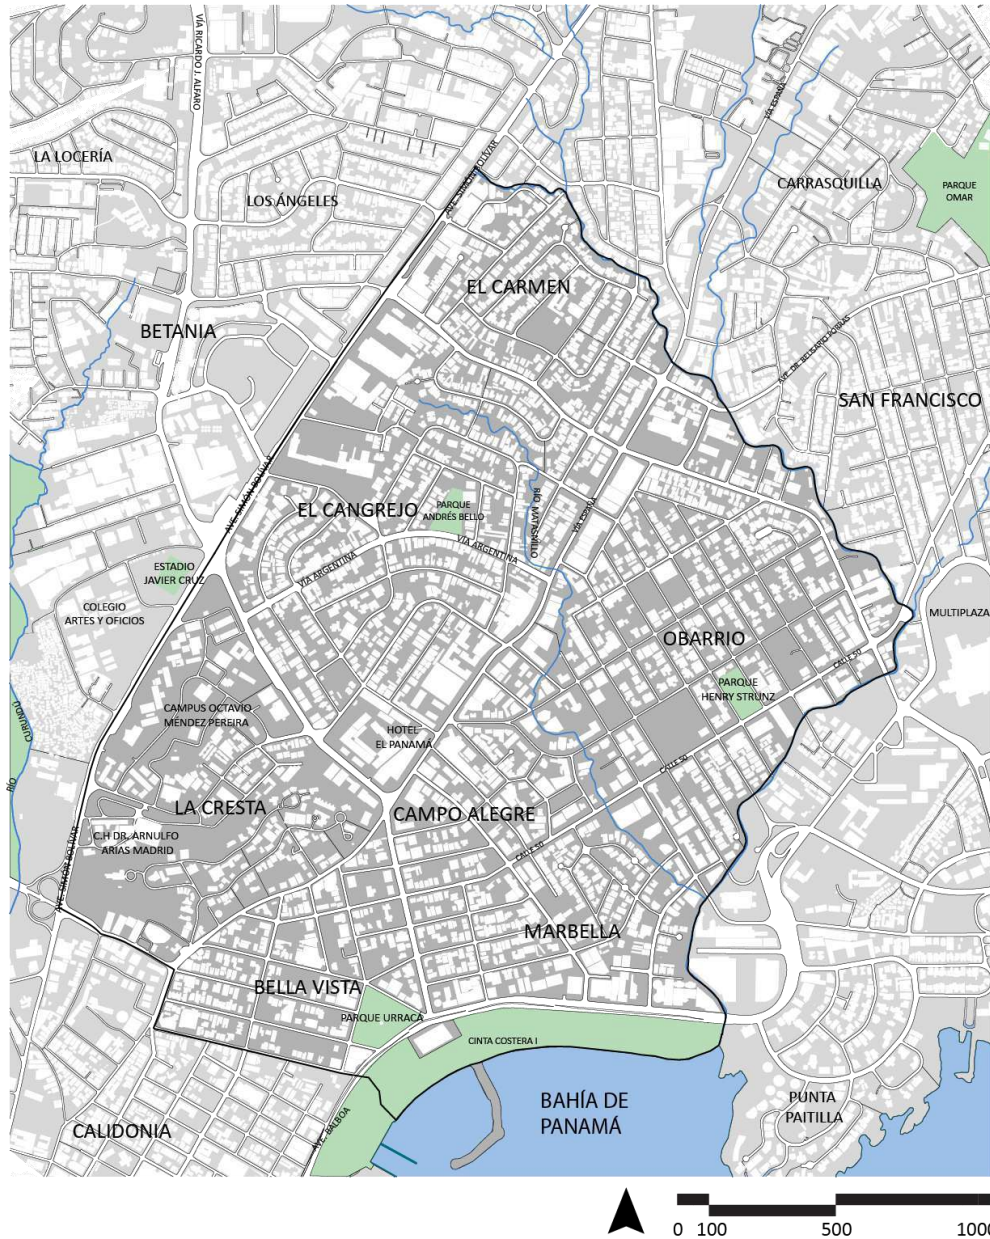 VÍA RICARDO J. ALFARO
VÍA ESPAÑA
LA LOCERÍA
LOS ÁNGELES
AVE. SIMÓN BOLÍVAR
CARRASQUILLA
PARQUE
OMAR
EL CARMEN
BETANIA
AVE. DR. BELISARIO PORRAS
SAN FRANCISCO
AVE. SIMÓN BOLÍVAR
EL CANGREJO
PARQUE
ANDRÉS BELLO
RÍO MATASNILLO
VÍA ESPAÑA
VÍA ARGENTINA
VÍA ARGENTINA
ESTADIO
JAVIER CRUZ
COLEGIO
ARTES Y OFICIOS
MULTIPLAZA
OBARRIO
CALLE 50
PARQUE
HENRY STRUNZ
CAMPUS OCTAVIO
MÉNDEZ PEREIRA
HOTEL
EL PANAMÁ
RÍO
CURUNDÚ
CALLE 50
LA CRESTA
CAMPO ALEGRE
C.H DR. ARNULFO
ARIAS MADRID
CALLE 50
AVE. SIMÓN BOLÍVAR
MARBELLA
BELLA VISTA
PARQUE URRACÁ
CINTA COSTERA I
AVE. BALBOA
CALIDONIA
BAHÍA DE
PANAMÁ
PUNTA
PAITILLA
0 100 500